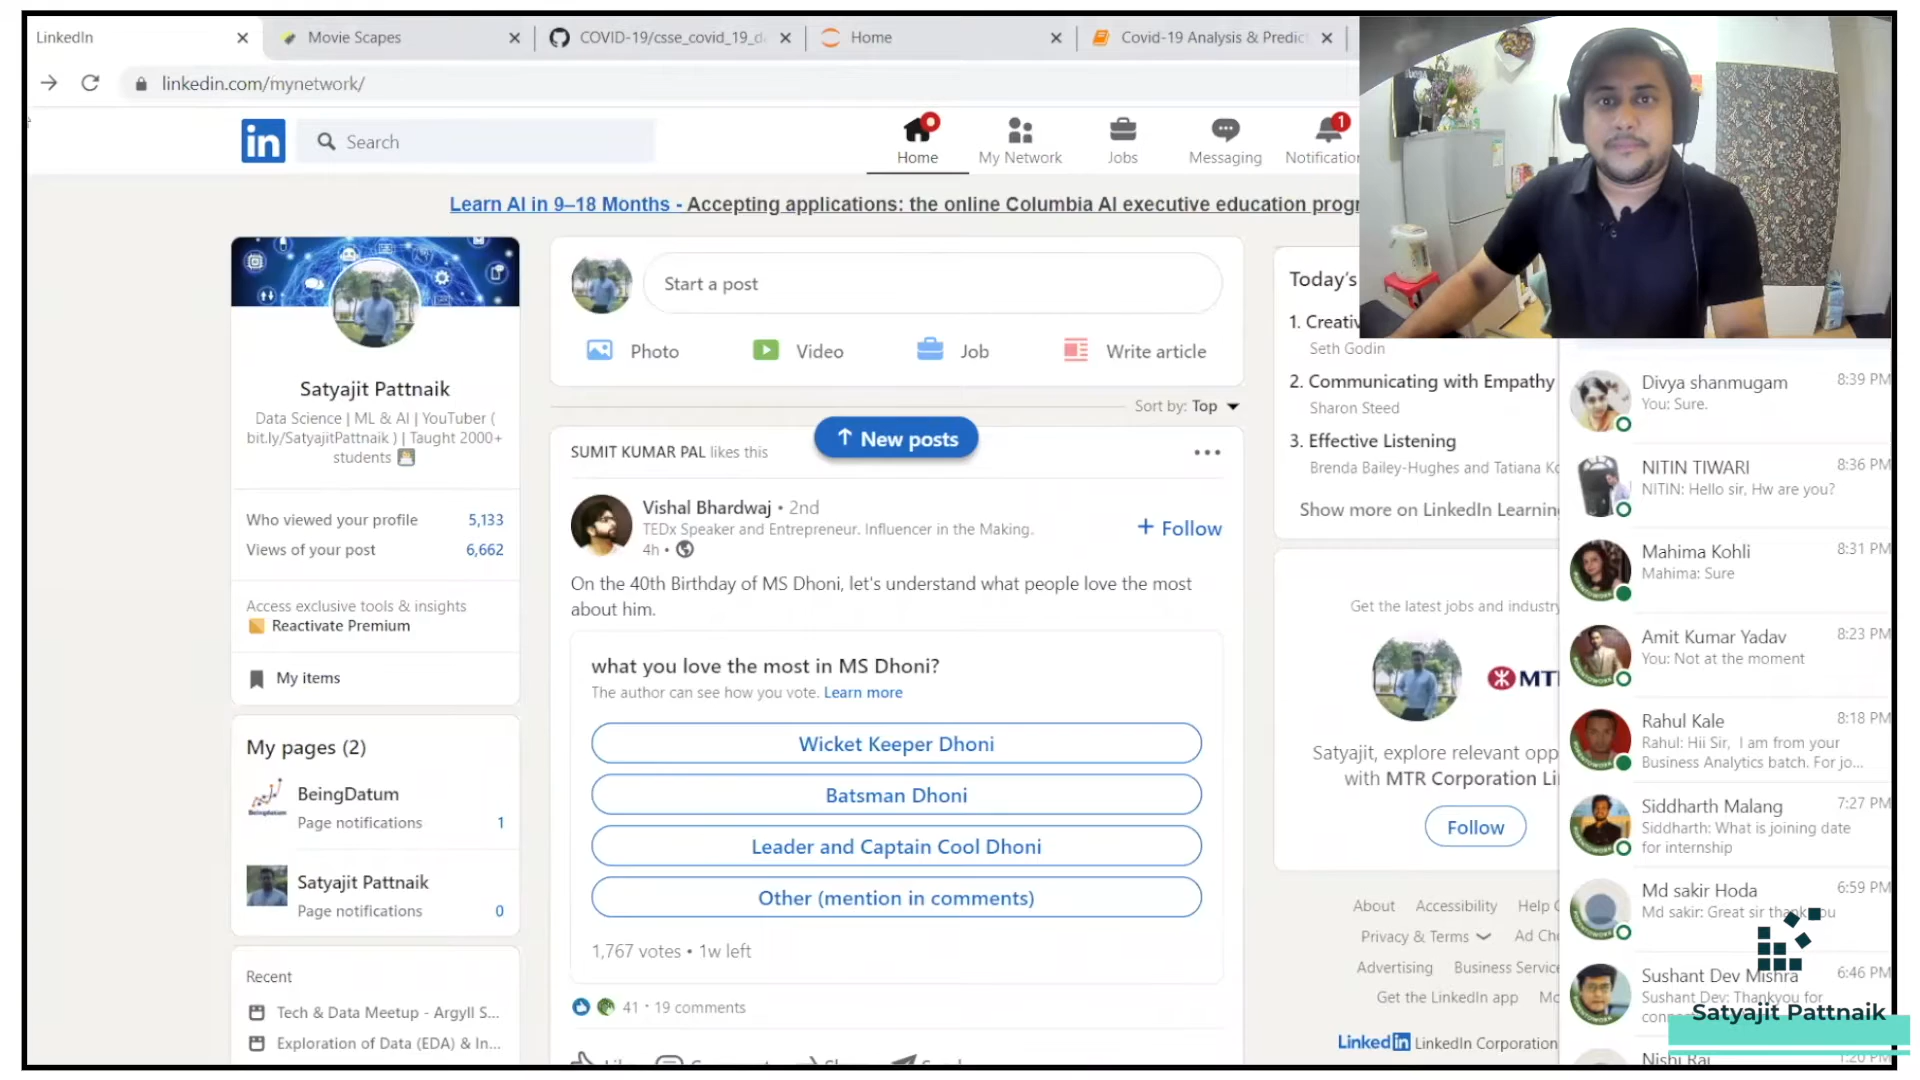 LinkedIn
Movie Scapes
COVID-19/csse_covid_19_d
Home
Covid-19 Analysis & Predic
linkedin.com/mynetwork/
in
Search
Home
My Network
Jobs
Messaging
1
Notification
Learn AI in 9–18 Months - Accepting applications: the online Columbia AI executive education progr
Satyajit Pattnaik
Data Science | ML & AI | YouTuber (
bit.ly/SatyajitPattnaik ) | Taught 2000+
students
Who viewed your profile 5,133
Views of your post 6,662
Access exclusive tools & insights
Reactivate Premium
My items
My pages (2)
BeingDatum
Page notifications 1
Satyajit Pattnaik
Page notifications 0
Recent
Tech & Data Meetup - Argyll S...
Exploration of Data (EDA) & In...
Start a post
Photo
Video
Job
Write article
Sort by: Top
New posts
SUMIT KUMAR PAL likes this
Vishal Bhardwaj • 2nd
TEDx Speaker and Entrepreneur. Influencer in the Making.
4h •
+ Follow
On the 40th Birthday of MS Dhoni, let's understand what people love the most
about him.
what you love the most in MS Dhoni?
The author can see how you vote. Learn more
Wicket Keeper Dhoni
Batsman Dhoni
Leader and Captain Cool Dhoni
Other (mention in comments)
1,767 votes • 1w left
41 • 19 comments
Today's
1. Creativ
Seth Godin
2. Communicating with Empathy
Sharon Steed
3. Effective Listening
Brenda Bailey-Hughes and Tatiana Ko
Show more on LinkedIn Learning
Get the latest jobs and industry
MTR
Satyajit, explore relevant opp
with MTR Corporation Li
Follow
About Accessibility Help C
Privacy & Terms Ad Cho
Advertising Business Service
Get the LinkedIn app Mo
LinkedIn LinkedIn Corporation
Divya shanmugam 8:39 PM
You: Sure.
NITIN TIWARI 8:36 PM
NITIN: Hello sir, Hw are you?
Mahima Kohli 8:31 PM
Mahima: Sure
Amit Kumar Yadav 8:23 PM
You: Not at the moment
Rahul Kale 8:18 PM
Rahul: Hii Sir, I am from your
Business Analytics batch. For jo...
Siddharth Malang 7:27 PM
Siddharth: What is joining date
for internship
Md sakir Hoda 6:59 PM
Md sakir: Great sir thank you
Sushant Dev Mishra 6:46 PM
Sushant Dev: Thankyou for
Satyajit Pattnaik
Nishi Rai 1:20 PM